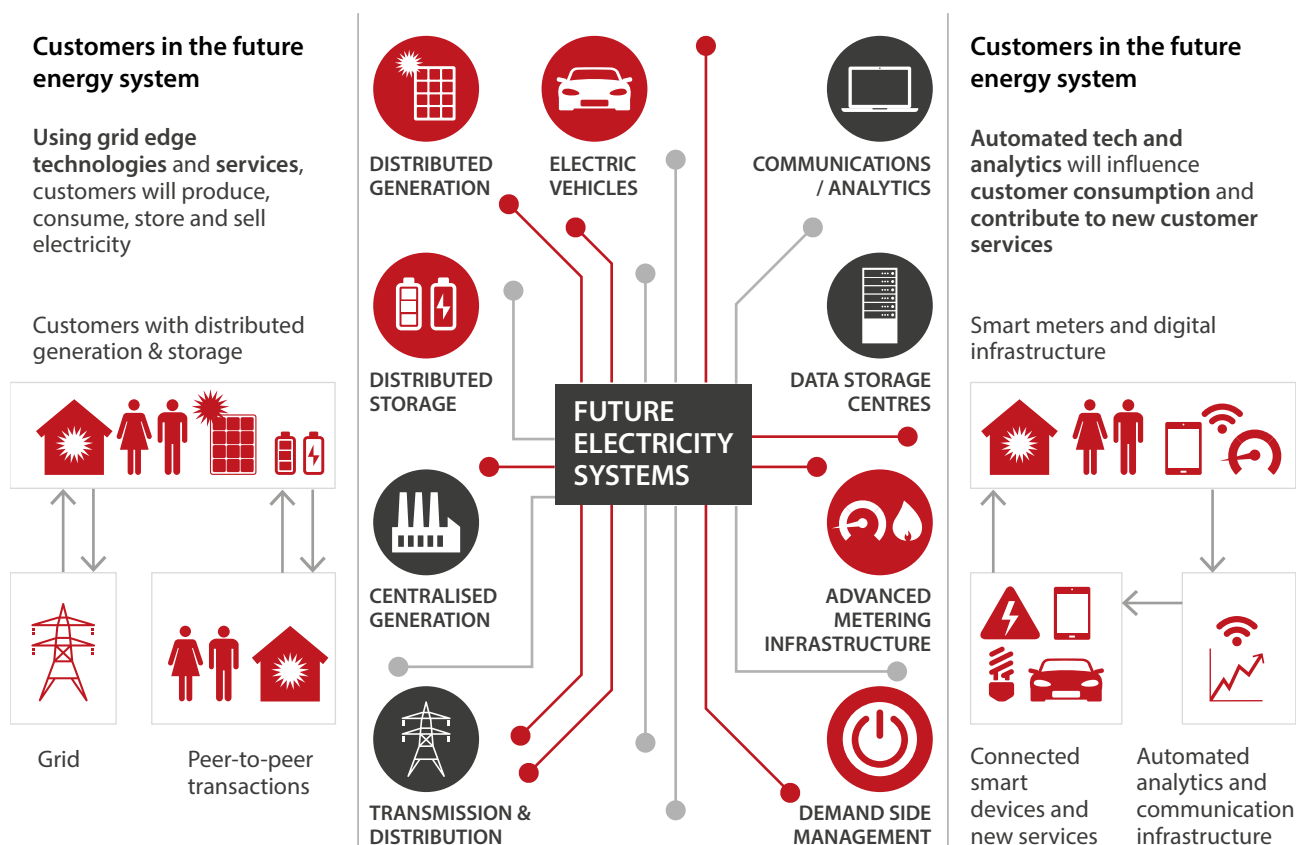 Customers in the future
energy system
Using grid edge
technologies and services,
customers will produce,
consume, store and sell
electricity
Customers with distributed
generation & storage
Grid
Peer-to-peer
transactions
DISTRIBUTED
GENERATION
ELECTRIC
VEHICLES
COMMUNICATIONS
/ ANALYTICS
DISTRIBUTED
STORAGE
DATA STORAGE
CENTRES
FUTURE
ELECTRICITY
SYSTEMS
CENTRALISED
GENERATION
ADVANCED
METERING
INFRASTRUCTURE
TRANSMISSION &
DISTRIBUTION
DEMAND SIDE
MANAGEMENT
Customers in the future
energy system
Automated tech and
analytics will influence
customer consumption and
contribute to new customer
services
Smart meters and digital
infrastructure
Connected
smart
devices and
new services
Automated
analytics and
communication
infrastructure